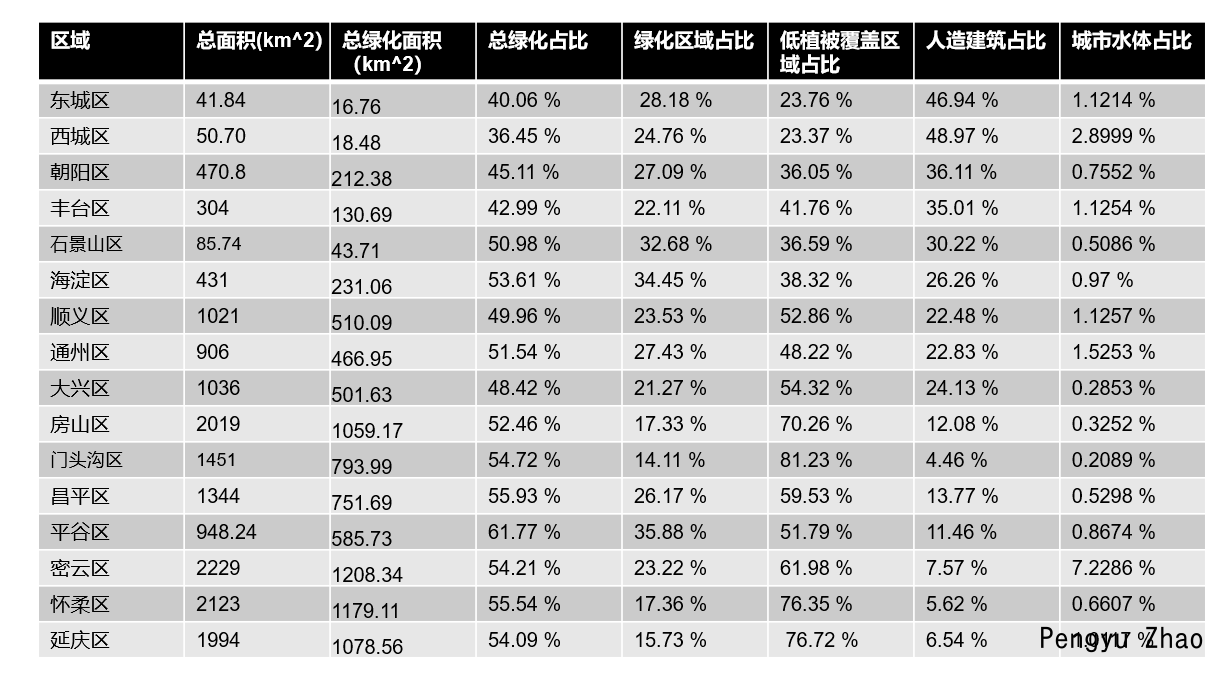 区域 总面积(km^2) 总绿化面积(km^2) 总绿化占比 绿化区域占比 低植被覆盖区域占比 人造建筑占比 城市水体占比
东城区 41.84 16.76 40.06 % 28.18 % 23.76 % 46.94 % 1.1214 %
西城区 50.70 18.48 36.45 % 24.76 % 23.37 % 48.97 % 2.8999 %
朝阳区 470.8 212.38 45.11 % 27.09 % 36.05 % 36.11 % 0.7552 %
丰台区 304 130.69 42.99 % 22.11 % 41.76 % 35.01 % 1.1254 %
石景山区 85.74 43.71 50.98 % 32.68 % 36.59 % 30.22 % 0.5086 %
海淀区 431 231.06 53.61 % 34.45 % 38.32 % 26.26 % 0.97 %
顺义区 1021 510.09 49.96 % 23.53 % 52.86 % 22.48 % 1.1257 %
通州区 906 466.95 51.54 % 27.43 % 48.22 % 22.83 % 1.5253 %
大兴区 1036 501.63 48.42 % 21.27 % 54.32 % 24.13 % 0.2853 %
房山区 2019 1059.17 52.46 % 17.33 % 70.26 % 12.08 % 0.3252 %
门头沟区 1451 793.99 54.72 % 14.11 % 81.23 % 4.46 % 0.2089 %
昌平区 1344 751.69 55.93 % 26.17 % 59.53 % 13.77 % 0.5298 %
平谷区 948.24 585.73 61.77 % 35.88 % 51.79 % 11.46 % 0.8674 %
密云区 2229 1208.34 54.21 % 23.22 % 61.98 % 7.57 % 7.2286 %
怀柔区 2123 1179.11 55.54 % 17.36 % 76.35 % 5.62 % 0.6607 %
延庆区 1994 1078.56 54.09 % 15.73 % 76.72 % 6.54 %
Pengyu Zhao